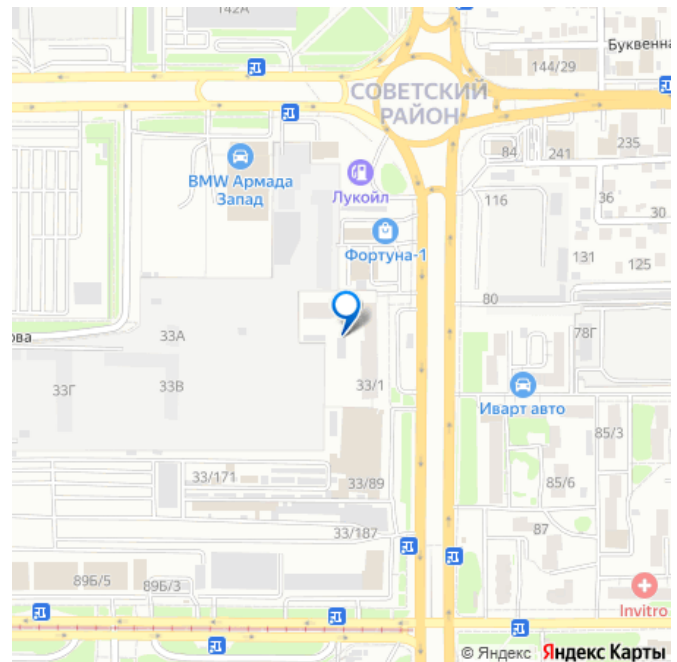 142А
Буквенна
144/29
СОВЕТСКИЙ
РАЙОН
235
84
241
BMW Армада
Запад
Лукойл
116
36
30
Фортуна-1
131
125
80
ова
33А
78Г
33Г
33В
33/1
Иварт авто
85/3
33/171
33/89
85/6
33/187
87
89Б/5
89Б/3
Invitro
© Яндекс Яндекс Карты